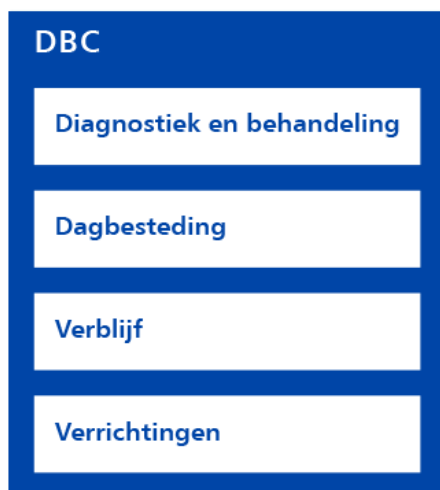 DBC
Diagnostiek en behandeling
Dagbesteding
Verblijf
Verrichtingen